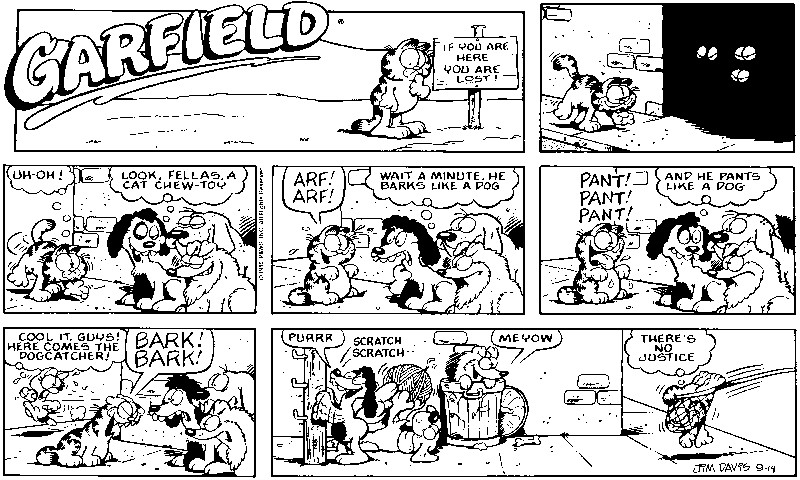 GARFIELD
IF YOU ARE
HERE
YOU ARE
LOST!
UH-OH!
LOOK, FELLAS, A
CAT CHEW-TOY
ARF!
ARF!
WAIT A MINUTE. HE
BARKS LIKE A DOG
PANT!
PANT!
PANT!
AND HE PANTS
LIKE A DOG
COOL IT, GUYS!
HERE COMES THE
DOGCATCHER!
BARK!
BARK!
PURRR
SCRATCH
SCRATCH
MEYOW
THERE'S
NO
JUSTICE
JIM DAVIS 9-14